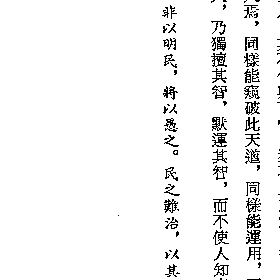 焉，同樣能窺破此天道，同樣能運用，
，乃獨擅其智，默運其智，而不使人知
非以明民，將以愚之。民之難治，以其